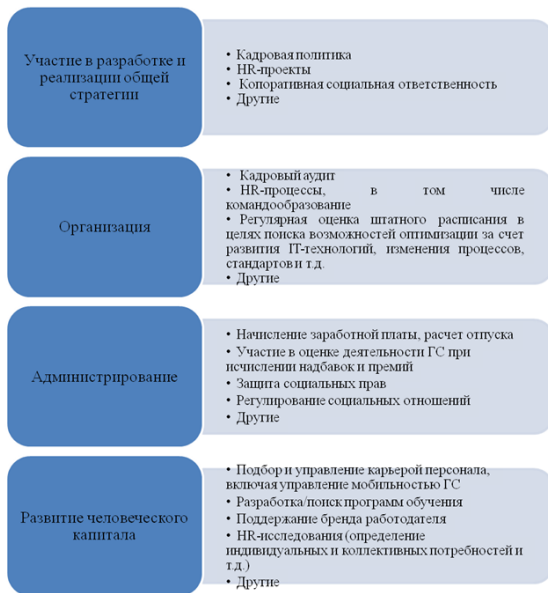 Участие в разработке и
реализации общей
стратегии
• Кадровая политика
• HR-проекты
• Копоративная социальная ответственность
• Другие
Организация
• Кадровый аудит
• HR-процессы, в том числе
командообразование
• Регулярная оценка штатного расписания в
целях поиска возможностей оптимизации за счет
развития IT-технологий, изменения процессов,
стандартов и т.д.
• Другие
Администрирование
• Начисление заработной платы, расчет отпуска
• Участие в оценке деятельности ГС при
исчислении надбавок и премий
• Защита социальных прав
• Регулирование социальных отношений
• Другие
Развитие человеческого
капитала
• Подбор и управление карьерой персонала,
включая управление мобильностью ГС
• Разработка/поиск программ обучения
• Поддержание бренда работодателя
• HR-исследования (определение
индивидуальных и коллективных потребностей и
т.д.)
• Другие